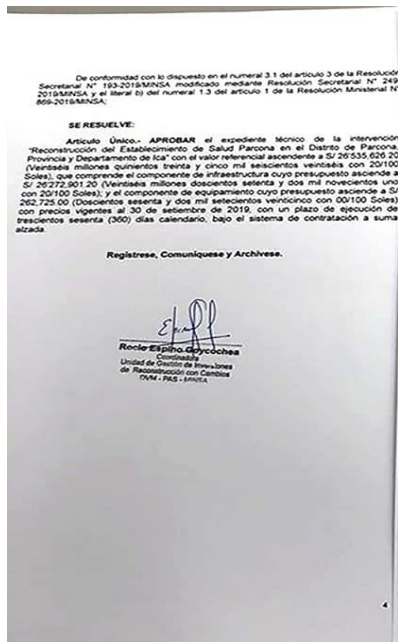 De conformidad con lo dispuesto en el numeral 3.1 del artículo 3 de la Resolución
Secretarial N° 193-2019/MINSA modificado mediante Resolución Secretarial N° 249
2019/MINSA y el literal b) del numeral 1.3 del artículo 1 de la Resolución Ministerial N°
869-2019/MINSA;
SE RESUELVE:
Artículo Único.- APROBAR el expediente técnico de la intervención
"Reconstrucción del Establecimiento de Salud Parcona en el Distrito de Parcona,
Provincia y Departamento de Ica" con el valor referencial ascendente a S/ 26'535,626.20
(Veintiséis millones quinientos treinta y cinco mil seiscientos veintiséis con 20/100
Soles), que comprende el componente de infraestructura cuyo presupuesto asciende a
S/ 26'272,901.20 (Veintiséis millones doscientos setenta y dos mil novecientos uno
con 20/100 Soles); y el componente de equipamiento cuyo presupuesto asciende a S/
262,725.00 (Doscientos sesenta y dos mil setecientos veinticinco con 00/100 Soles)
con precios vigentes al 30 de setiembre de 2019, con un plazo de ejecución de
trescientos sesenta (360) días calendario, bajo el sistema de contratación a suma
alzada.
Regístrese, Comuníquese y Archívese.
Rocío Espino Goycochea
Coordinadora
Unidad de Gestión de Inversiones
de Reconstrucción con Cambios
DVM - PAS - MINSA
4